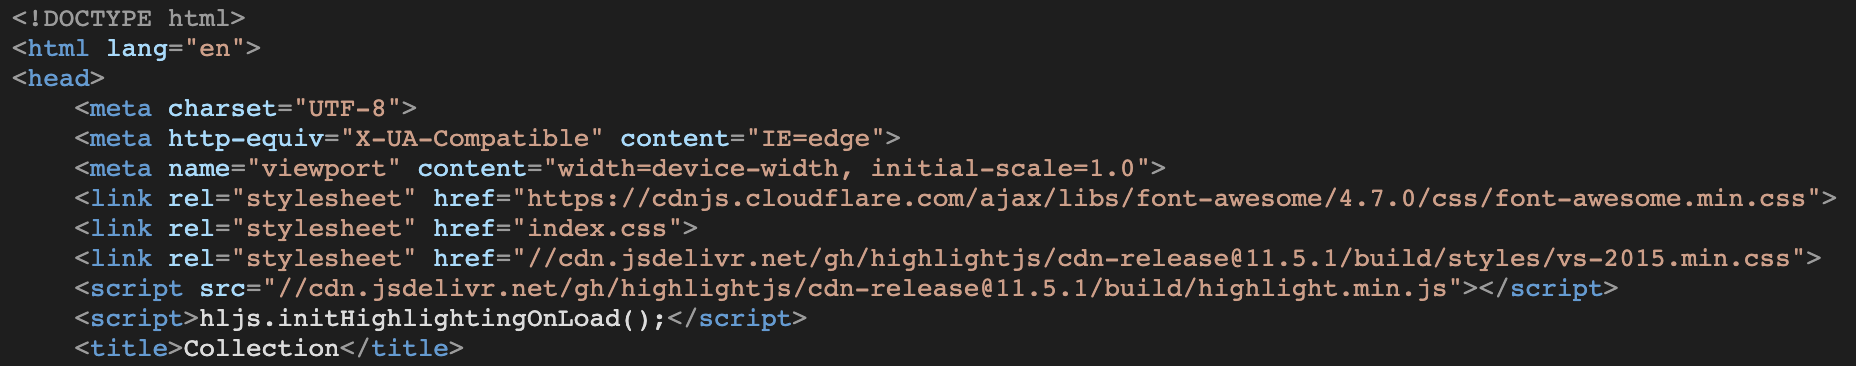 <!DOCTYPE html>
<html lang="en">
<head>
    <meta charset="UTF-8">
    <meta http-equiv="X-UA-Compatible" content="IE=edge">
    <meta name="viewport" content="width=device-width, initial-scale=1.0">
    <link rel="stylesheet" href="https://cdnjs.cloudflare.com/ajax/libs/font-awesome/4.7.0/css/font-awesome.min.css">
    <link rel="stylesheet" href="index.css">
    <link rel="stylesheet" href="//cdn.jsdelivr.net/gh/highlightjs/cdn-release@11.5.1/build/styles/vs-2015.min.css">
    <script src="//cdn.jsdelivr.net/gh/highlightjs/cdn-release@11.5.1/build/highlight.min.js"></script>
    <script>hljs.initHighlightingOnLoad();</script>
    <title>Collection</title>